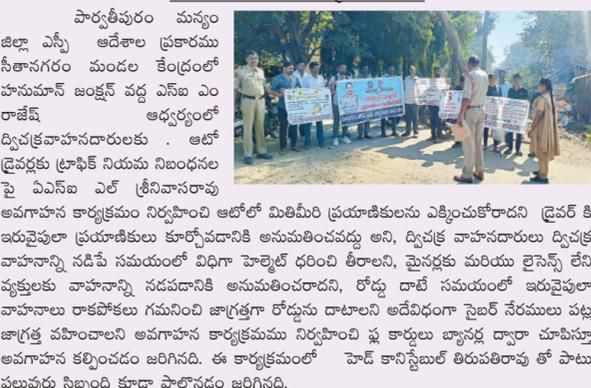 పార్వతీపురం మన్యం
జిల్లా ఎస్పీ ఆదేశాల ప్రకారము
సీతానగరం మండల కేంద్రంలో
హనుమాన్ జంక్షన్ వద్ద ఎస్ఐ ఎం
రాజేష్ ఆధ్వర్యంలో
ద్విచక్రవాహనదారులకు . ఆటో
డ్రైవర్లకు ట్రాఫిక్ నియమ నిబంధనల
పై ఏఎస్ఐ ఎల్ శ్రీనివాసరావు
అవగాహన కార్యక్రమం నిర్వహించి ఆటోలో మితిమీరి ప్రయాణికులను ఎక్కించుకోరాదని డ్రైవర్ కి
ఇరువైపులా ప్రయాణికులు కూర్చోవడానికి అనుమతించవద్దు అని, ద్విచక్ర వాహనదారులు ద్విచక్ర
వాహనాన్ని నడిపే సమయంలో విధిగా హెల్మెట్ ధరించి తీరాలని, మైనర్లకు మరియు లైసెన్స్ లేని
వ్యక్తులకు వాహనాన్ని నడపడానికి అనుమతించరాదని, రోడ్డు దాటే సమయంలో ఇరువైపులా
వాహనాలు రాకపోకలు గమనించి జాగ్రత్తగా రోడ్డును దాటాలని అదేవిధంగా సైబర్ నేరములు పట్ల
జాగ్రత్త వహించాలని అవగాహన కార్యక్రమము నిర్వహించి ఫ్ల కార్డులు బ్యానర్ల ద్వారా చూపిస్తూ
అవగాహన కల్పించడం జరిగినది. ఈ కార్యక్రమంలో హెడ్ కానిస్టేబుల్ తిరుపతిరావు తో పాటు
పలువురు సిబ్బంది కూడా పాల్గొనడం జరిగినది.